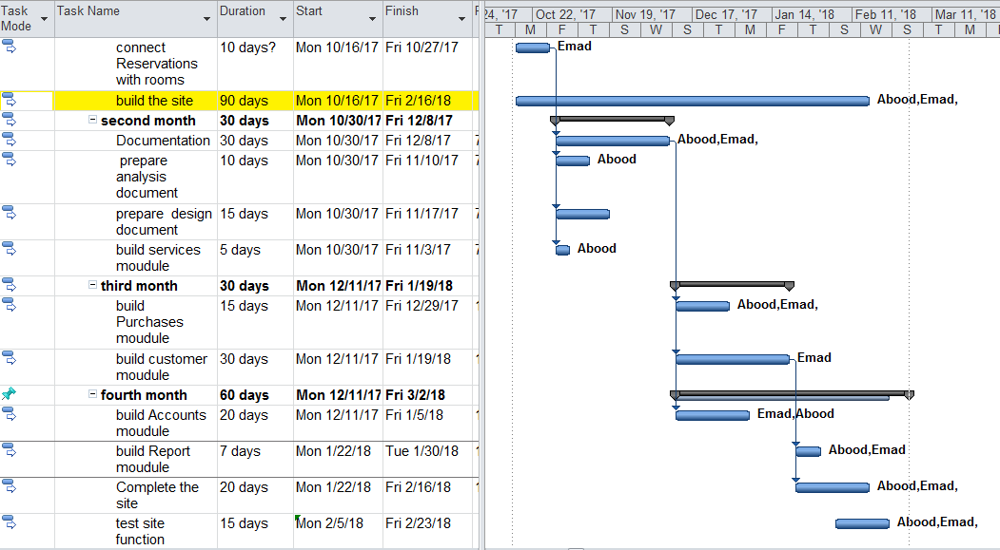 Task Mode Task Name Duration Start Finish 24, '17 Oct 22, '17 Nov 19, '17 Dec 17, '17 Jan 14, '18 Feb 11, '18 Mar 11, '18
T M F T S W S T M F T S W S T M
connect Reservations with rooms 10 days? Mon 10/16/17 Fri 10/27/17 Emad
build the site 90 days Mon 10/16/17 Fri 2/16/18 Abood,Emad,
second month 30 days Mon 10/30/17 Fri 12/8/17
Documentation 30 days Mon 10/30/17 Fri 12/8/17 Abood,Emad,
prepare analysis document 10 days Mon 10/30/17 Fri 11/10/17 Abood
prepare design document 15 days Mon 10/30/17 Fri 11/17/17
build services moudule 5 days Mon 10/30/17 Fri 11/3/17 Abood
third month 30 days Mon 12/11/17 Fri 1/19/18
build Purchases moudule 15 days Mon 12/11/17 Fri 12/29/17 Abood,Emad,
build customer moudule 30 days Mon 12/11/17 Fri 1/19/18 Emad
fourth month 60 days Mon 12/11/17 Fri 3/2/18
build Accounts moudule 20 days Mon 12/11/17 Fri 1/5/18 Emad,Abood
build Report moudule 7 days Mon 1/22/18 Tue 1/30/18 Abood,Emad
Complete the site 20 days Mon 1/22/18 Fri 2/16/18 Abood,Emad,
test site function 15 days Mon 2/5/18 Fri 2/23/18 Abood,Emad,